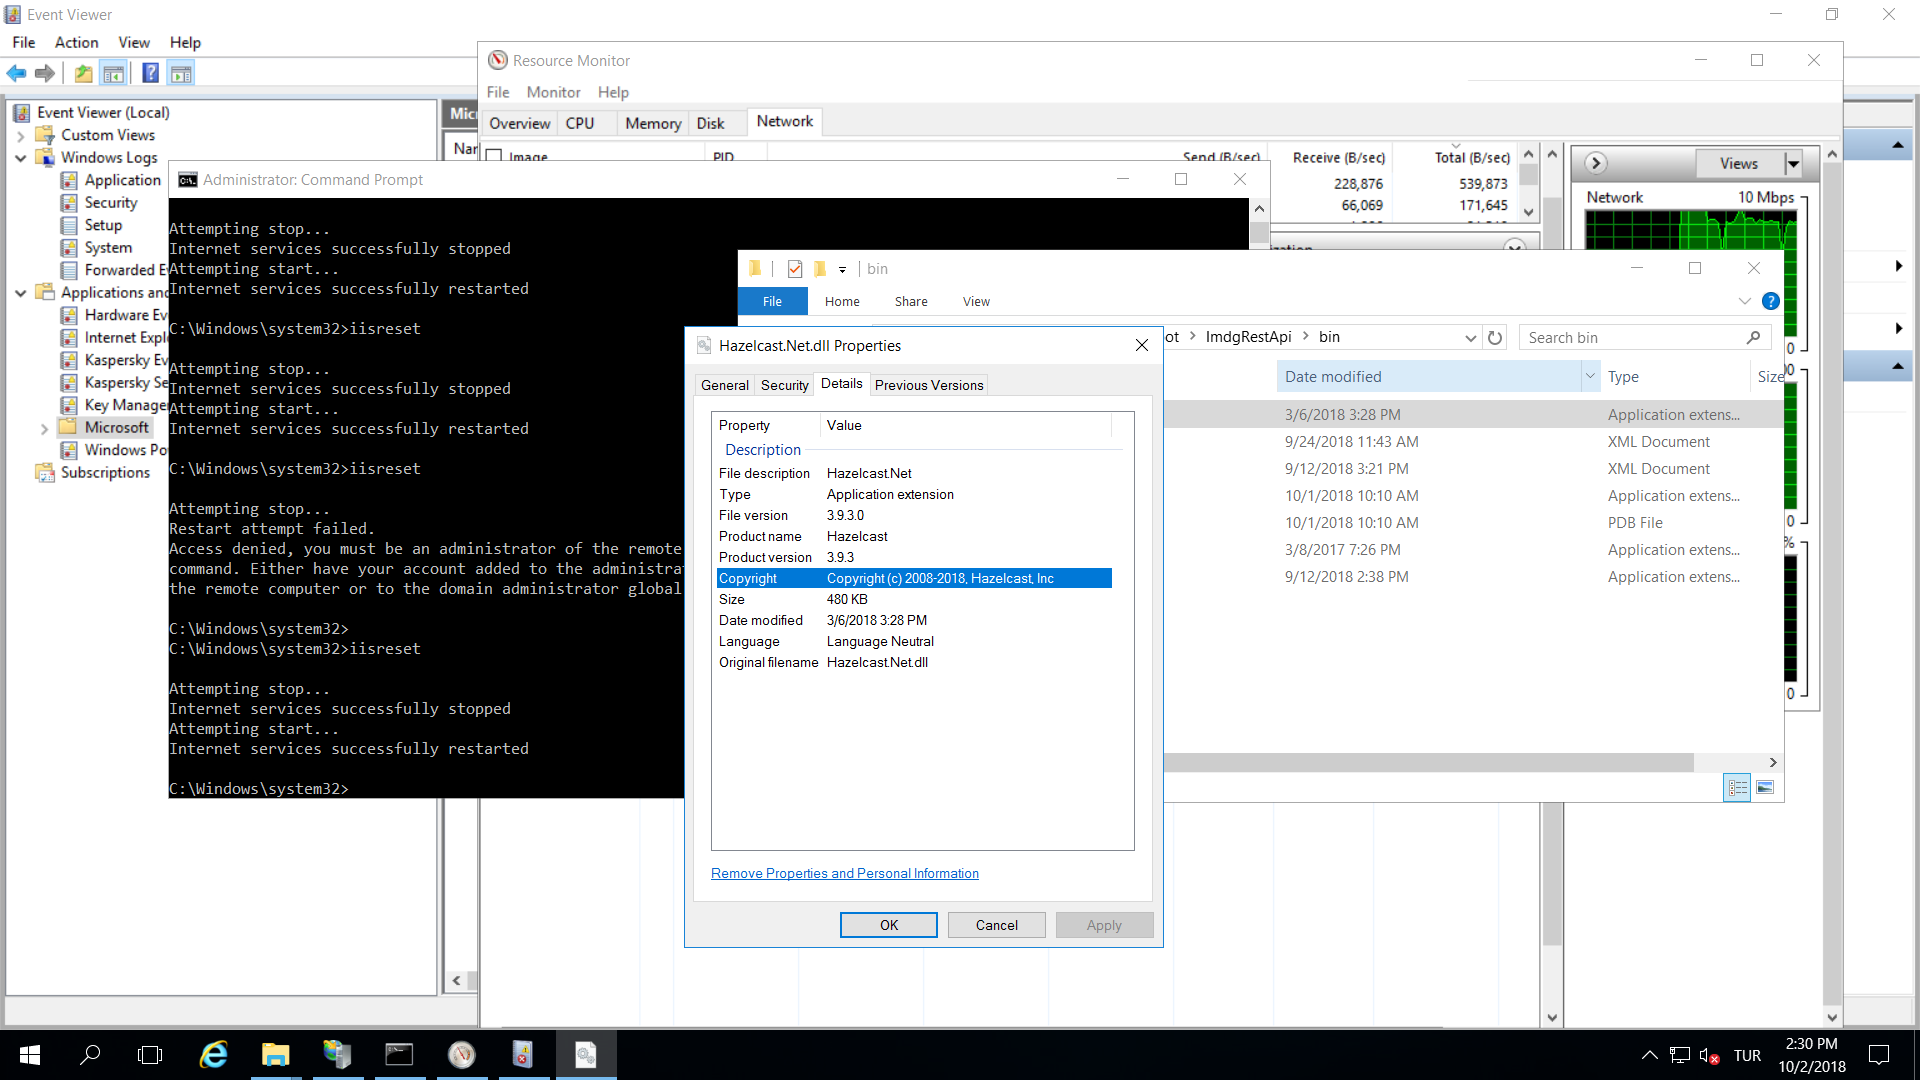 Event Viewer
File Action View Help
Event Viewer (Local)
Custom Views
Windows Logs
Application
Security
Setup
System
Forwarded E
Applications and
Hardware Ev
Internet Expl
Kaspersky Ev
Kaspersky Se
Key Manager
Microsoft
Windows Po
Subscriptions
Resource Monitor
File Monitor Help
Overview CPU Memory Disk Network
Image PID Send (B/sec) Receive (B/sec) Total (B/sec)
228,876 539,873
66,069 171,645
Views
Network 10 Mbps
0
0
%
0
Administrator: Command Prompt
Attempting stop...
Internet services successfully stopped
Attempting start...
Internet services successfully restarted
C:\Windows\system32>iisreset
Attempting stop...
Internet services successfully stopped
Attempting start...
Internet services successfully restarted
C:\Windows\system32>iisreset
Attempting stop...
Restart attempt failed.
Access denied, you must be an administrator of the remote
command. Either have your account added to the administrat
the remote computer or to the domain administrator global
C:\Windows\system32>
C:\Windows\system32>iisreset
Attempting stop...
Internet services successfully stopped
Attempting start...
Internet services successfully restarted
C:\Windows\system32>
bin
File Home Share View
ot > ImdgRestApi > bin
Search bin
Date modified Type Size
3/6/2018 3:28 PM Application extens...
9/24/2018 11:43 AM XML Document
9/12/2018 3:21 PM XML Document
10/1/2018 10:10 AM Application extens...
10/1/2018 10:10 AM PDB File
3/8/2017 7:26 PM Application extens...
9/12/2018 2:38 PM Application extens...
Hazelcast.Net.dll Properties
General Security Details Previous Versions
Property Value
Description
File description Hazelcast.Net
Type Application extension
File version 3.9.3.0
Product name Hazelcast
Product version 3.9.3
Copyright Copyright (c) 2008-2018, Hazelcast, Inc
Size 480 KB
Date modified 3/6/2018 3:28 PM
Language Language Neutral
Original filename Hazelcast.Net.dll
Remove Properties and Personal Information
OK Cancel Apply
TUR
2:30 PM
10/2/2018